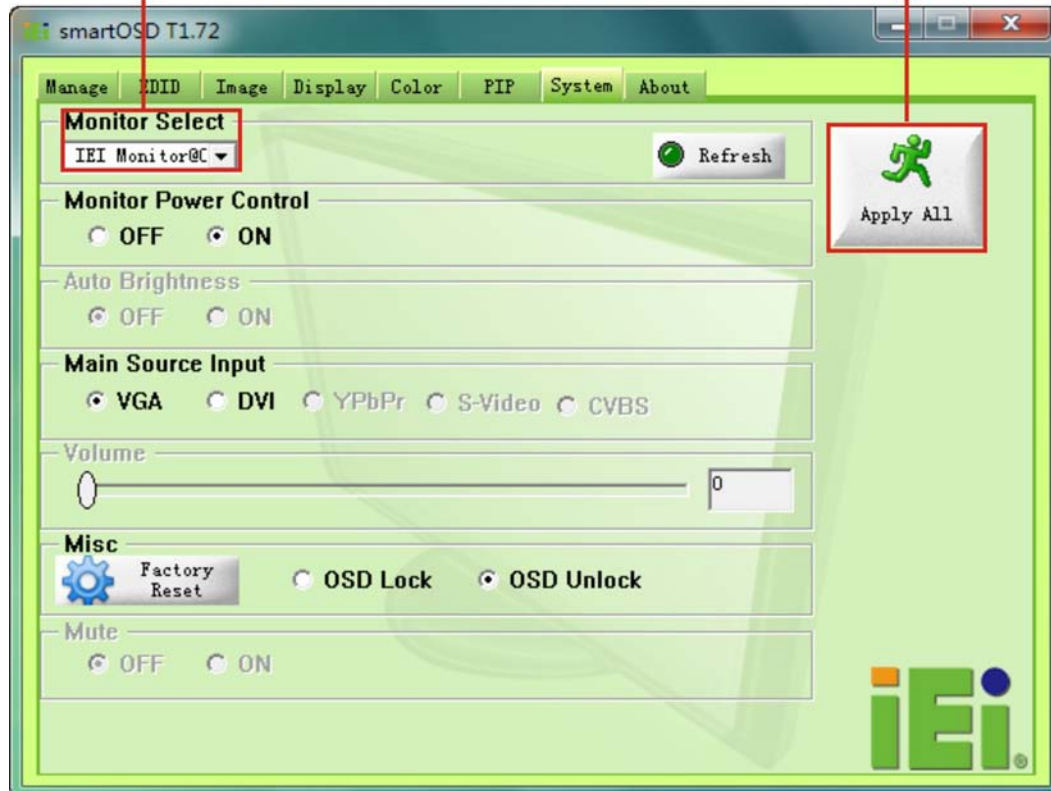 smartOSD T1.72
Manage EDID Image Display Color PIP System About
Monitor Select
IEI Monitor@C
Refresh
Apply All
Monitor Power Control
OFF ON
Auto Brightness
OFF ON
Main Source Input
VGA DVI YPbPr S-Video CVBS
Volume
0
Misc
Factory
Reset
OSD Lock OSD Unlock
Mute
OFF ON
iEi®